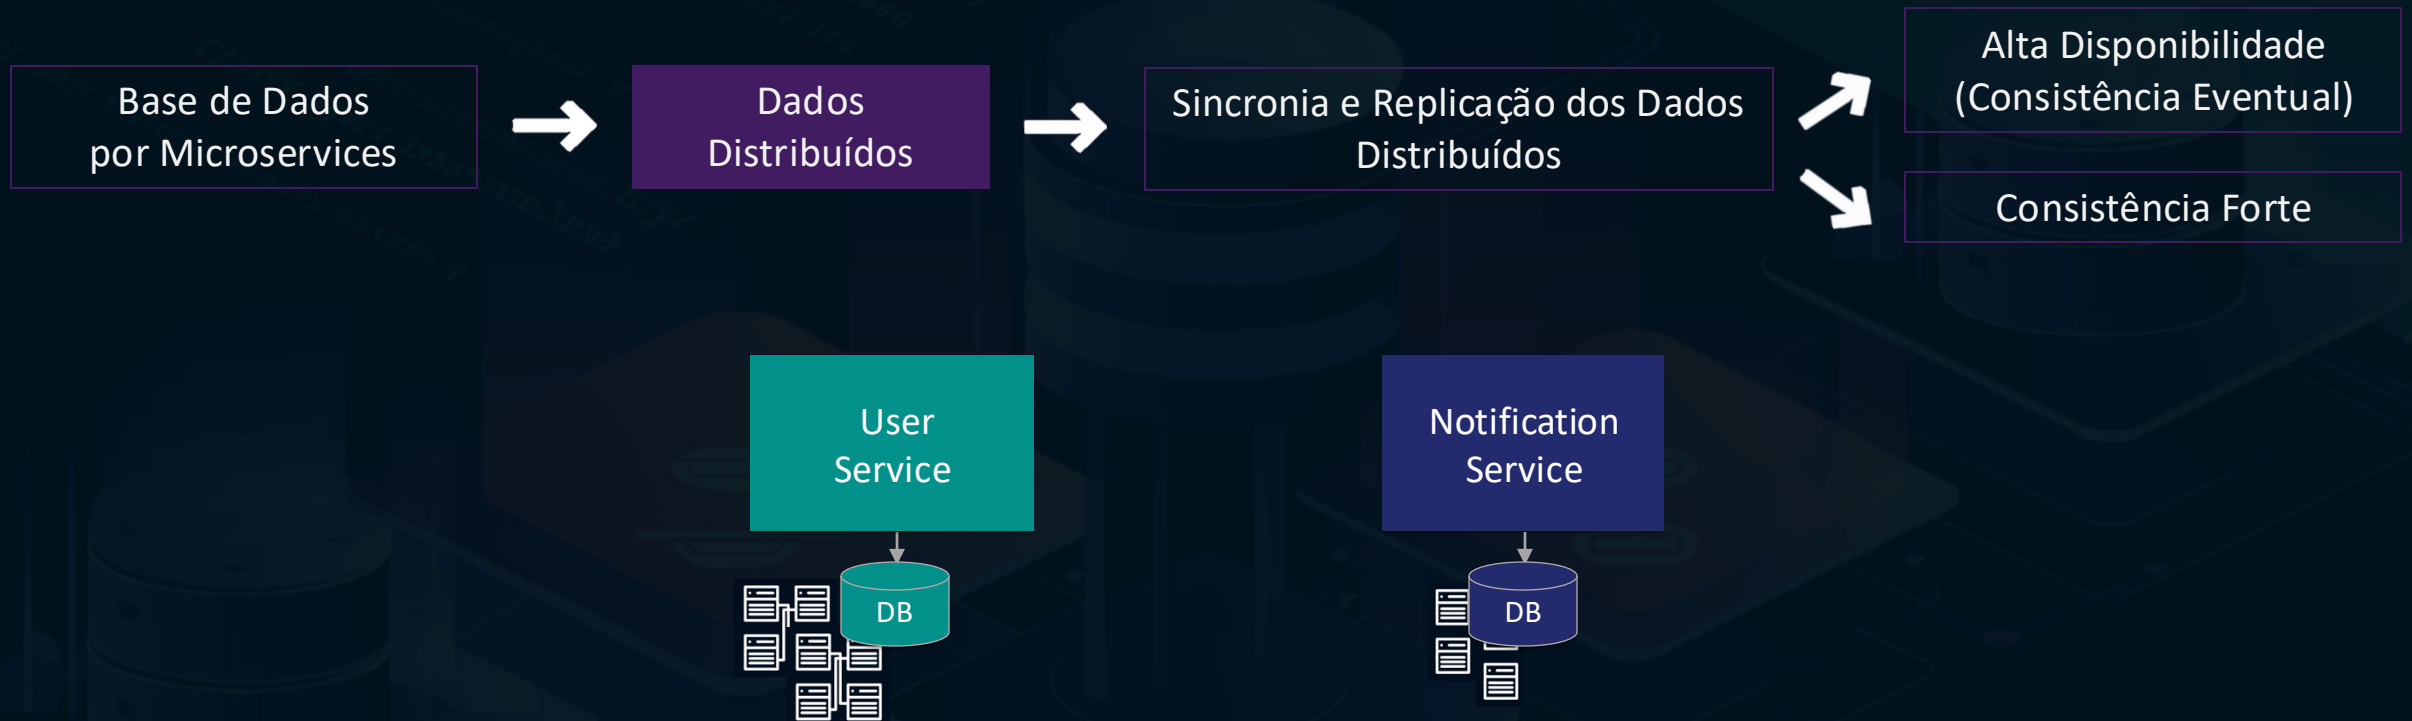 Base de Dados
por Microservices
Dados
Distribuídos
Sincronia e Replicação dos Dados
Distribuídos
Alta Disponibilidade
(Consistência Eventual)
Consistência Forte
User
Service
DB
Notification
Service
DB